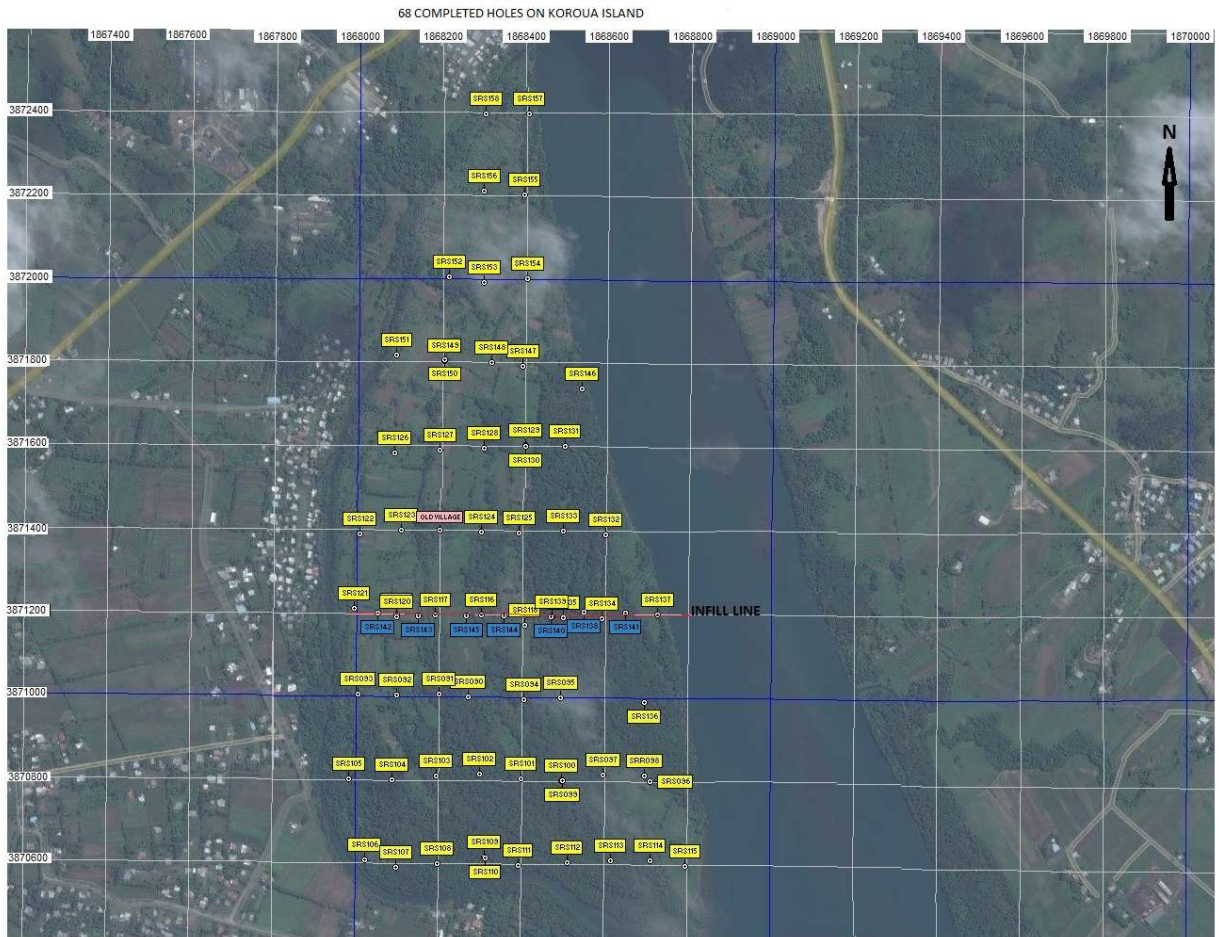 68 COMPLETED HOLES ON KOROUA ISLAND
1867400 1867600 1867800 1868000 1868200 1868400 1868600 1868800 1869000 1869200 1869400 1869600 1869800 1870000
SRS158 SRS157
3872400
N
SRS156 SRS155
3872200
SRS152 SRS153 SRS154
3872000
SRS151 SRS149 SRS148 SRS147
3871800
SRS150 SRS146
SRS126 SRS127 SRS128 SRS129 SRS131
3871600
SRS130
SRS122 SRS123 OLD VILLAGE SRS124 SRS125 SRS133 SRS132
3871400
SRS121 SRS120 SRS117 SRS116 SRS118 SRS139 35 SRS134 SRS137
3871200 INFILL LINE
SRS142 SRS143 SRS145 SRS144 SRS140 SRS138 SRS141
SRS093 SRS092 SRS091 SRS090 SRS094 SRS095
3871000
SRS136
SRS105 SRS104 SRS103 SRS102 SRS101 SRS100 SRS097 SRR098
3870800 SRS096
SRS099
SRS106 SRS107 SRS108 SRS109 SRS111 SRS112 SRS113 SRS114 SRS115
3870600
SRS110